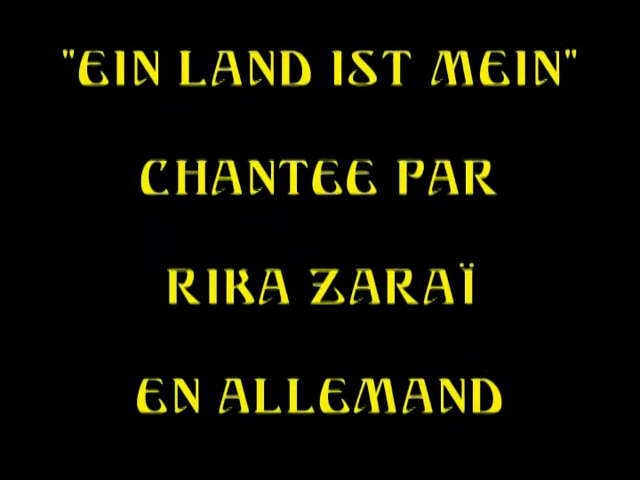 "EIN LAND IST MEIN"
CHANTEE PAR
RIKA ZARAÏ
EN ALLEMAND